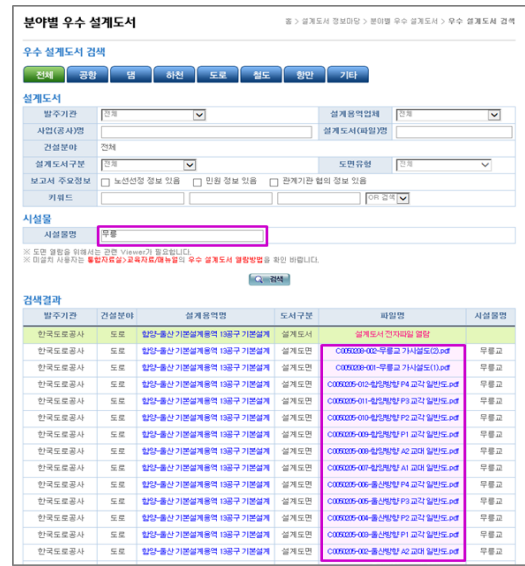 분야별 우수 설계도서
홈 > 설계도서 정보마당 > 분야별 우수 설계도서 > 우수 설계도서 검색
우수 설계도서 검색
전체 공항 댐 하천 도로 철도 항만 기타
설계도서
발주기관 전체 설계용역업체 전체
사업(공사)명 설계도서(파일)명
건설분야 전체
설계도서구분 전체 도면유형 전체
보고서 주요정보 노선선정 정보 있음 민원 정보 있음 관계기관 협의 정보 있음
키워드 OR 검색
시설물
시설물명 무릉
※ 도면 열람을 위해서는 관련 Viewer가 필요합니다.
※ 미설치 사용자는 통합자료실>교육자료/매뉴얼의 우수 설계도서 열람방법을 확인 바랍니다.
검색
검색결과
발주기관 건설분야 설계용역명 도서구분 파일명 시설물명
한국도로공사 도로 함양-울산 기본설계용역 13공구 기본설계 설계도서 설계도서 전자파일 열람
한국도로공사 도로 함양-울산 기본설계용역 13공구 기본설계 설계도면 C0050208-002-무릉교 가시설도(2).pdf 무릉교
한국도로공사 도로 함양-울산 기본설계용역 13공구 기본설계 설계도면 C0050208-001-무릉교 가시설도(1).pdf 무릉교
한국도로공사 도로 함양-울산 기본설계용역 13공구 기본설계 설계도면 C0050205-012-함양방향 P4 교각 일반도.pdf 무릉교
한국도로공사 도로 함양-울산 기본설계용역 13공구 기본설계 설계도면 C0050205-011-함양방향 P3 교각 일반도.pdf 무릉교
한국도로공사 도로 함양-울산 기본설계용역 13공구 기본설계 설계도면 C0050205-010-함양방향 P2 교각 일반도.pdf 무릉교
한국도로공사 도로 함양-울산 기본설계용역 13공구 기본설계 설계도면 C0050205-009-함양방향 P1 교각 일반도.pdf 무릉교
한국도로공사 도로 함양-울산 기본설계용역 13공구 기본설계 설계도면 C0050205-008-함양방향 A2 교대 일반도.pdf 무릉교
한국도로공사 도로 함양-울산 기본설계용역 13공구 기본설계 설계도면 C0050205-007-함양방향 A1 교대 일반도.pdf 무릉교
한국도로공사 도로 함양-울산 기본설계용역 13공구 기본설계 설계도면 C0050205-006-울산방향 P4 교각 일반도.pdf 무릉교
한국도로공사 도로 함양-울산 기본설계용역 13공구 기본설계 설계도면 C0050205-005-울산방향 P3 교각 일반도.pdf 무릉교
한국도로공사 도로 함양-울산 기본설계용역 13공구 기본설계 설계도면 C0050205-004-울산방향 P2 교각 일반도.pdf 무릉교
한국도로공사 도로 함양-울산 기본설계용역 13공구 기본설계 설계도면 C0050205-003-울산방향 P1 교각 일반도.pdf 무릉교
한국도로공사 도로 함양-울산 기본설계용역 13공구 기본설계 설계도면 C0050205-002-울산방향 A2 교대 일반도.pdf 무릉교